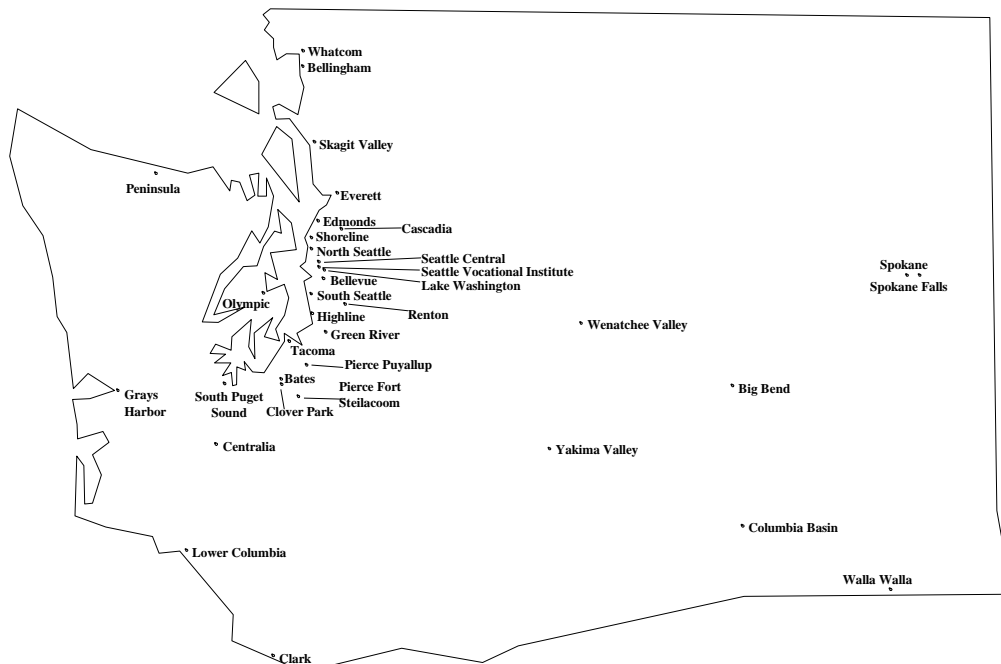 Whatcom
Bellingham
Skagit Valley
Peninsula
Everett
Edmonds
Cascadia
Shoreline
North Seattle
Seattle Central
Seattle Vocational Institute
Lake Washington
Bellevue
Spokane
Spokane Falls
Olympic
South Seattle
Highline
Renton
Green River
Wenatchee Valley
Tacoma
Pierce Puyallup
Bates
Pierce Fort
Steilacoom
Clover Park
South Puget
Sound
Grays
Harbor
Big Bend
Centralia
Yakima Valley
Columbia Basin
Lower Columbia
Walla Walla
Clark